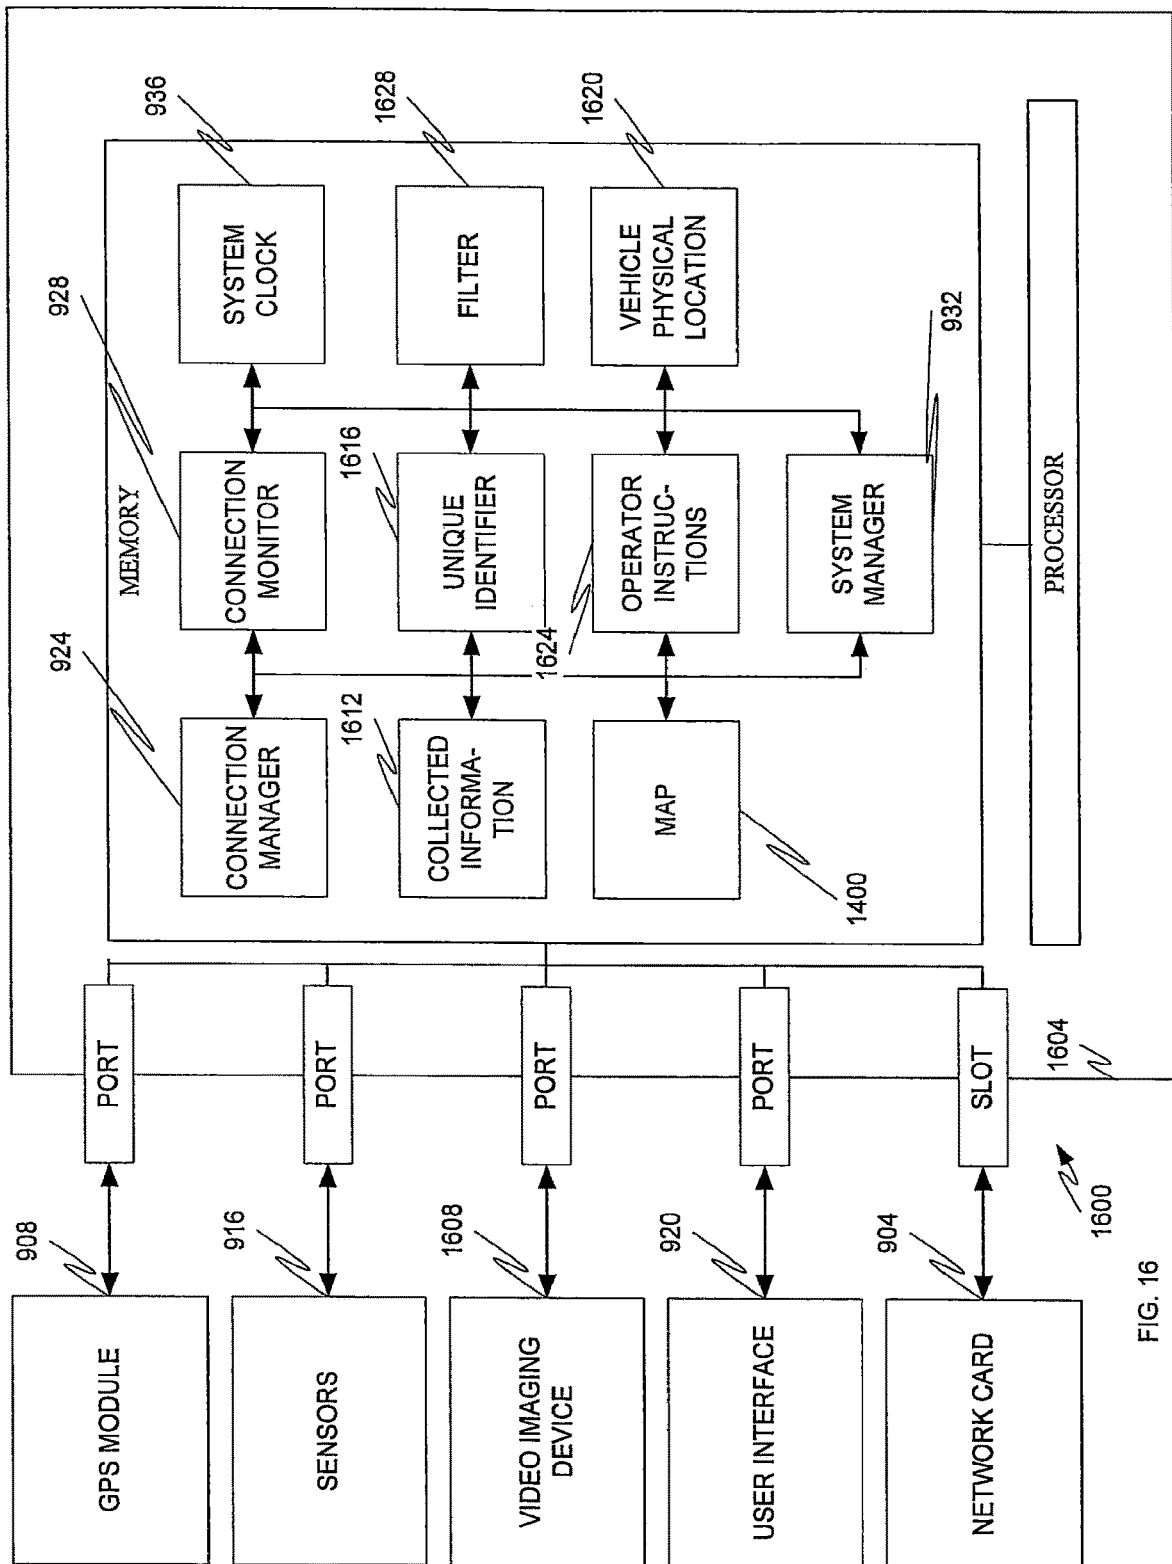 GPS MODULE
908
PORT
SENSORS
916
PORT
VIDEO IMAGING
DEVICE
1608
PORT
USER INTERFACE
920
PORT
NETWORK CARD
904
SLOT
1600
1604
MEMORY
924
CONNECTION
MANAGER
928
CONNECTION
MONITOR
936
SYSTEM
CLOCK
1612
COLLECTED
INFORMA-
TION
1616
UNIQUE
IDENTIFIER
1628
FILTER
1400
MAP
1624
OPERATOR
INSTRUC-
TIONS
1620
VEHICLE
PHYSICAL
LOCATION
SYSTEM
MANAGER
932
PROCESSOR
FIG. 16